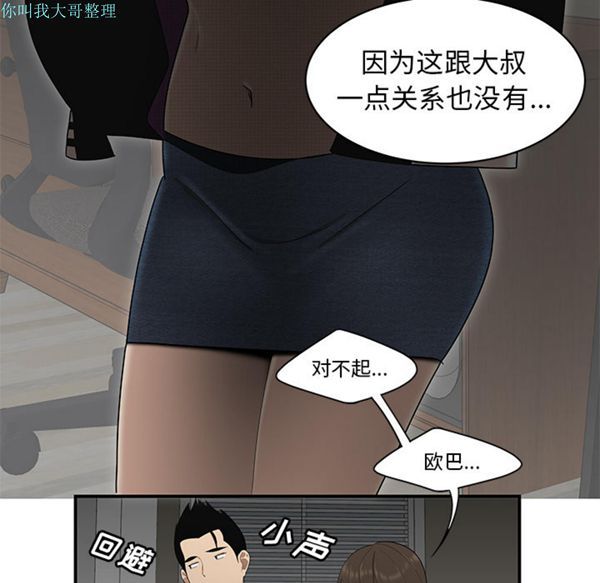 你叫我大哥整理
因为这跟大叔
一点关系也没有...
对不起...
欧巴...
回避
小声